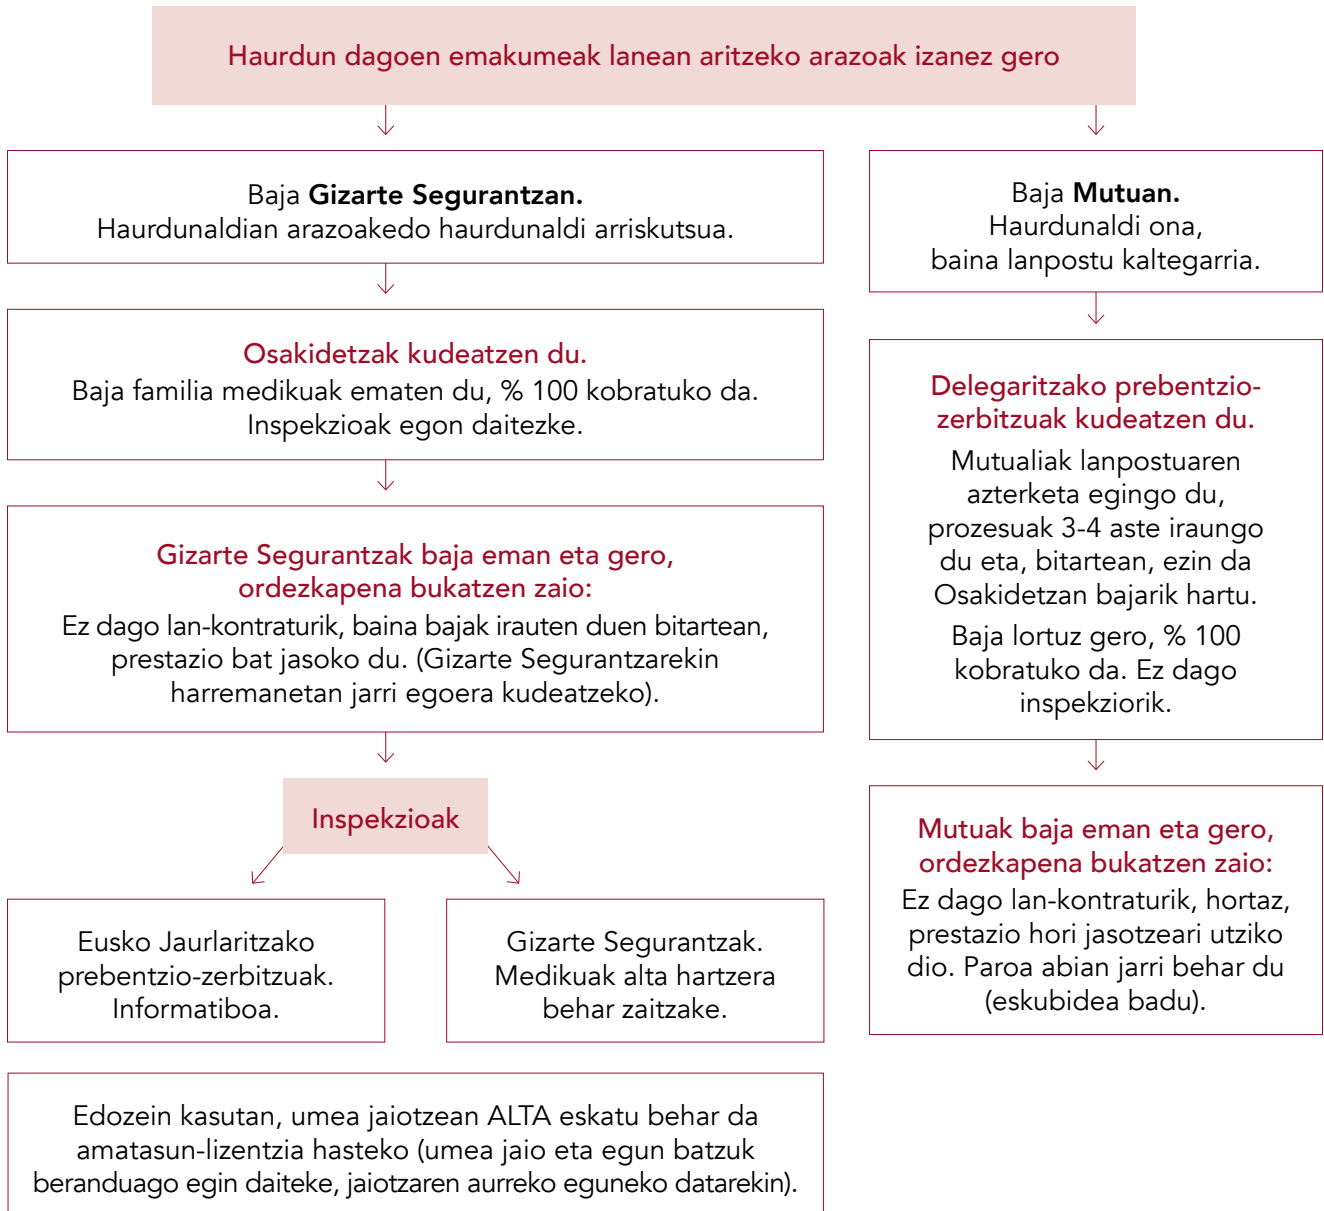 Haurdun dagoen emakumeak lanean aritzeko arazoak izanez gero
Baja Gizarte Segurantzan.
Haurdunaldian arazoakedo haurdunaldi arriskutsua.
Osakidetzak kudeatzen du.
Baja familia medikuak ematen du, % 100 kobratuko da.
Inspekzioak egon daitezke.
Gizarte Segurantzak baja eman eta gero,
ordezkapena bukatzen zaio:
Ez dago lan-kontraturik, baina bajak irauten duen bitartean,
prestazio bat jasoko du. (Gizarte Segurantzarekin
harremanetan jarri egoera kudeatzeko).
Inspekzioak
Eusko Jaurlaritzako
prebentzio-zerbitzuak.
Informatiboa.
Gizarte Segurantzak.
Medikuak alta hartzera
behar zaitzake.
Edozein kasutan, umea jaiotzean ALTA eskatu behar da
amatasun-lizentzia hasteko (umea jaio eta egun batzuk
beranduago egin daiteke, jaiotzaren aurreko eguneko datarekin).
Baja Mutuan.
Haurdunaldi ona,
baina lanpostu kaltegarria.
Delegaritzako prebentzio-
zerbitzuak kudeatzen du.
Mutualiak lanpostuaren
azterketa egingo du,
prozesuak 3-4 aste iraungo
du eta, bitartean, ezin da
Osakidetzan bajarik hartu.
Baja lortuz gero, % 100
kobratuko da. Ez dago
inspekziorik.
Mutuak baja eman eta gero,
ordezkapena bukatzen zaio:
Ez dago lan-kontraturik, hortaz,
prestazio hori jasotzeari utziko
dio. Paroa abian jarri behar du
(eskubidea badu).